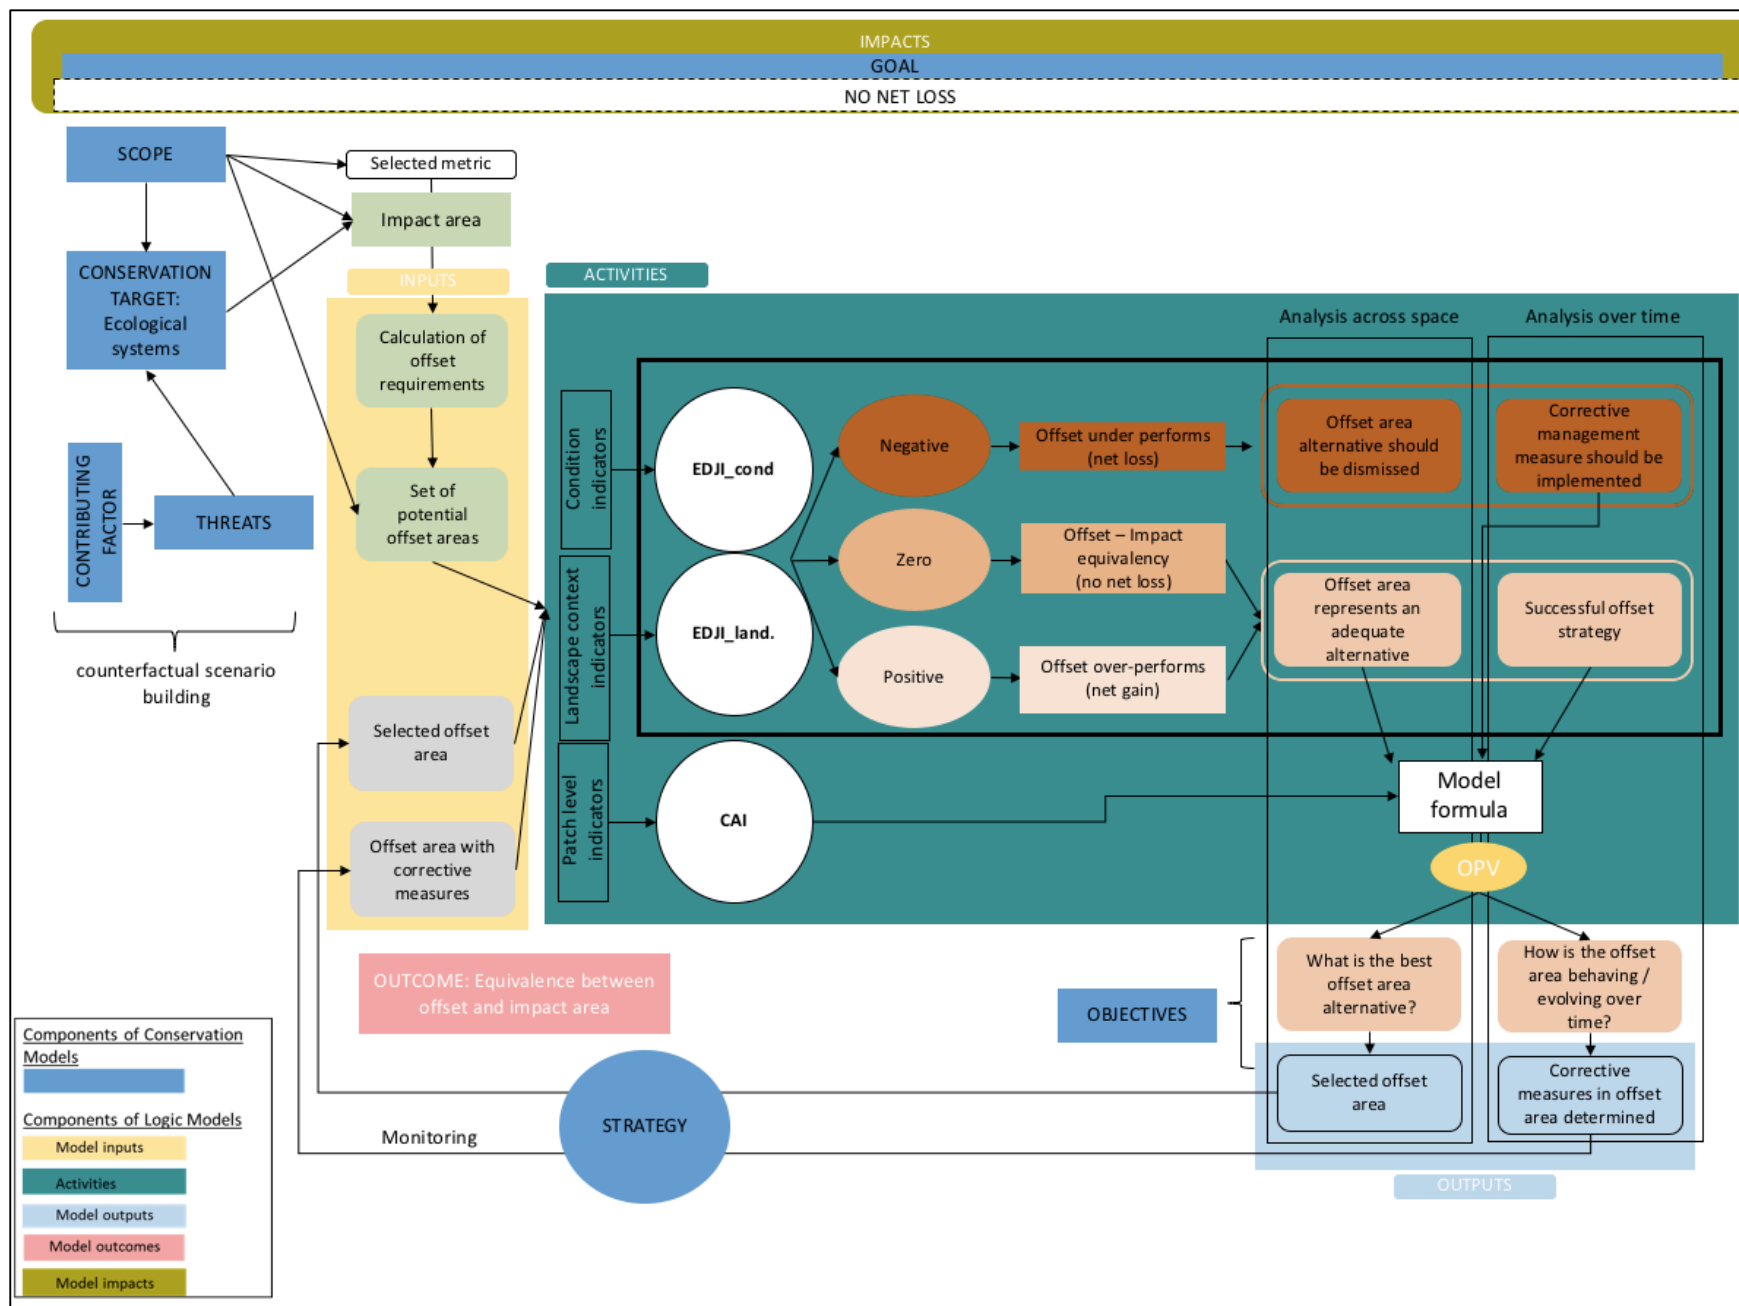 IMPACTS
GOAL
NO NET LOSS
SCOPE
Selected metric
Impact area
CONSERVATION
TARGET:
Ecological
systems
INPUTS
ACTIVITIES
Calculation of
offset
requirements
Set of
potential
offset areas
CONTRIBUTING
FACTOR
THREATS
counterfactual scenario
building
Selected offset
area
Offset area with
corrective
measures
Condition
indicators
Landscape context
indicators
Patch level
indicators
EDJI_cond
EDJI_land.
CAI
Negative
Zero
Positive
Offset under performs
(net loss)
Offset – Impact
equivalency
(no net loss)
Offset over-performs
(net gain)
Analysis across space
Analysis over time
Offset area
alternative should
be dismissed
Corrective
management
measure should be
implemented
Offset area
represents an
adequate
alternative
Successful offset
strategy
Model
formula
OPV
What is the best
offset area
alternative?
How is the offset
area behaving /
evolving over
time?
OBJECTIVES
OUTCOME: Equivalence between
offset and impact area
Selected offset
area
Corrective
measures in offset
area determined
OUTPUTS
STRATEGY
Monitoring
Components of Conservation
Models
Components of Logic Models
Model inputs
Activities
Model outputs
Model outcomes
Model impacts